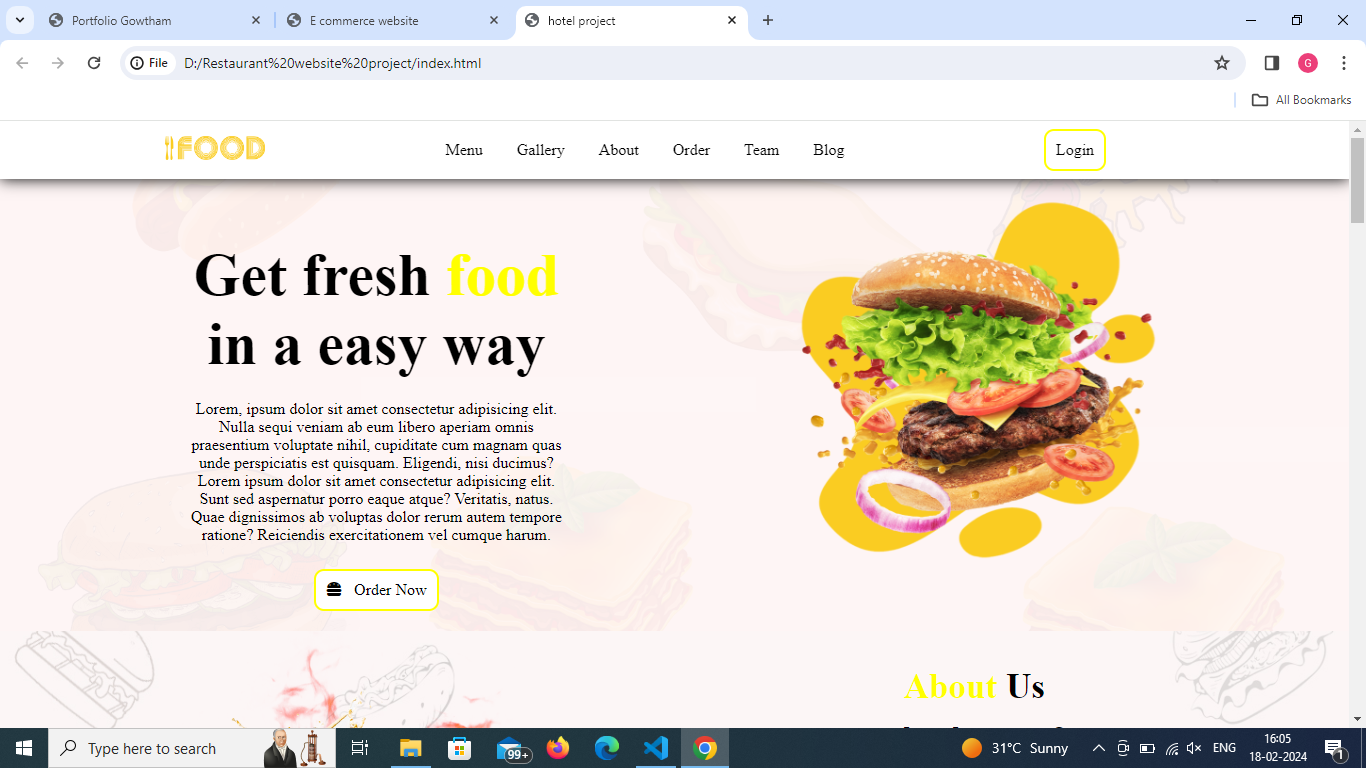 Portfolio Gowtham
E commerce website
hotel project
File
D:/Restaurant%20website%20project/index.html
G
All Bookmarks
FOOD
Menu
Gallery
About
Order
Team
Blog
Login
Get fresh food
in a easy way
Lorem, ipsum dolor sit amet consectetur adipisicing elit.
Nulla sequi veniam ab eum libero aperiam omnis
praesentium voluptate nihil, cupiditate cum magnam quas
unde perspiciatis est quisquam. Eligendi, nisi ducimus?
Lorem ipsum dolor sit amet consectetur adipisicing elit.
Sunt sed aspernatur porro eaque atque? Veritatis, natus.
Quae dignissimos ab voluptas dolor rerum autem tempore
ratione? Reiciendis exercitationem vel cumque harum.
Order Now
About Us
Type here to search
99+
31°C Sunny
ENG
16:05
18-02-2024
1